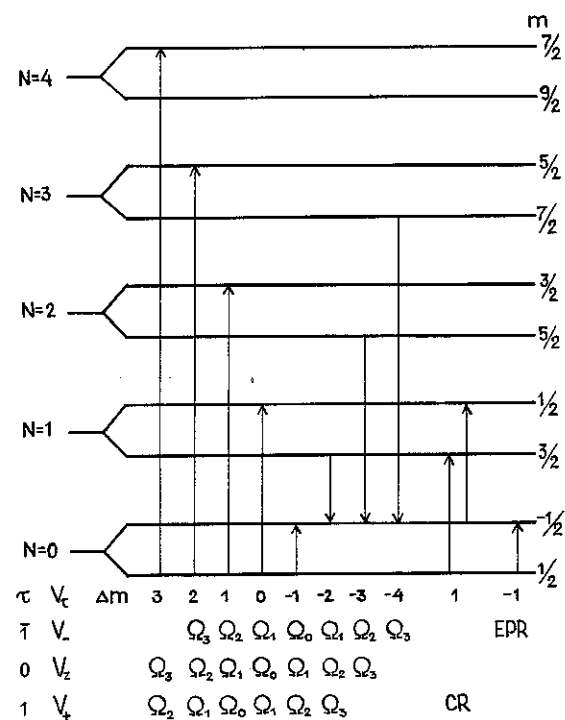 m
7/2
N=4
9/2
5/2
N=3
7/2
3/2
N=2
5/2
1/2
N=1
3/2
-1/2
N=0
1/2
τ Vτ Δm 3 2 1 0 -1 -2 -3 -4 1 -1
1̄ V₋ Ω₃ Ω₂ Ω₁ Ω₀ Ω₁ Ω₂ Ω₃ EPR
0 V_z Ω₃ Ω₂ Ω₁ Ω₀ Ω₁ Ω₂ Ω₃
1 V₊ Ω₂ Ω₁ Ω₀ Ω₁ Ω₂ Ω₃ CR